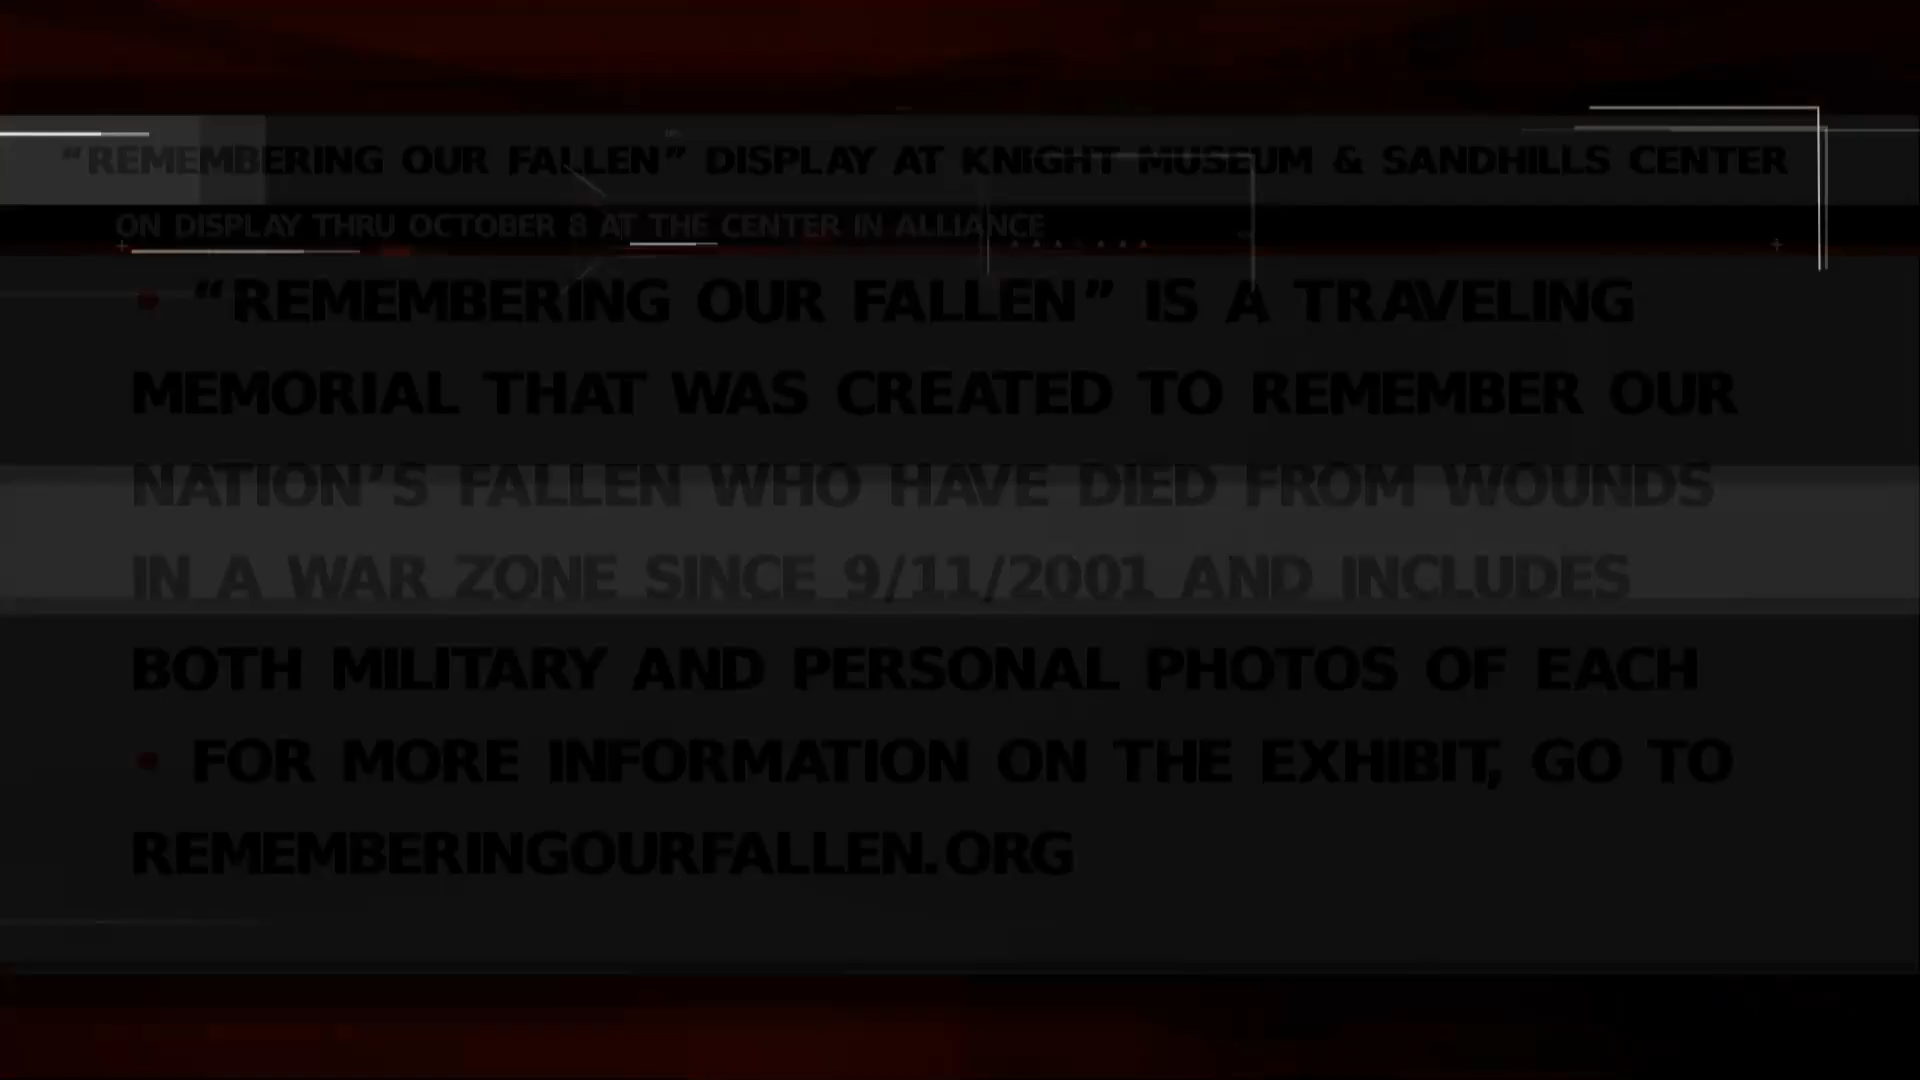 “REMEMBERING OUR FALLEN” DISPLAY AT KNIGHT MUSEUM & SANDHILLS CENTER
ON DISPLAY THRU OCTOBER 8 AT THE CENTER IN ALLIANCE
• “REMEMBERING OUR FALLEN” IS A TRAVELING
MEMORIAL THAT WAS CREATED TO REMEMBER OUR
NATION’S FALLEN WHO HAVE DIED FROM WOUNDS
IN A WAR ZONE SINCE 9/11/2001 AND INCLUDES
BOTH MILITARY AND PERSONAL PHOTOS OF EACH
• FOR MORE INFORMATION ON THE EXHIBIT, GO TO
REMEMBERINGOURFALLEN.ORG